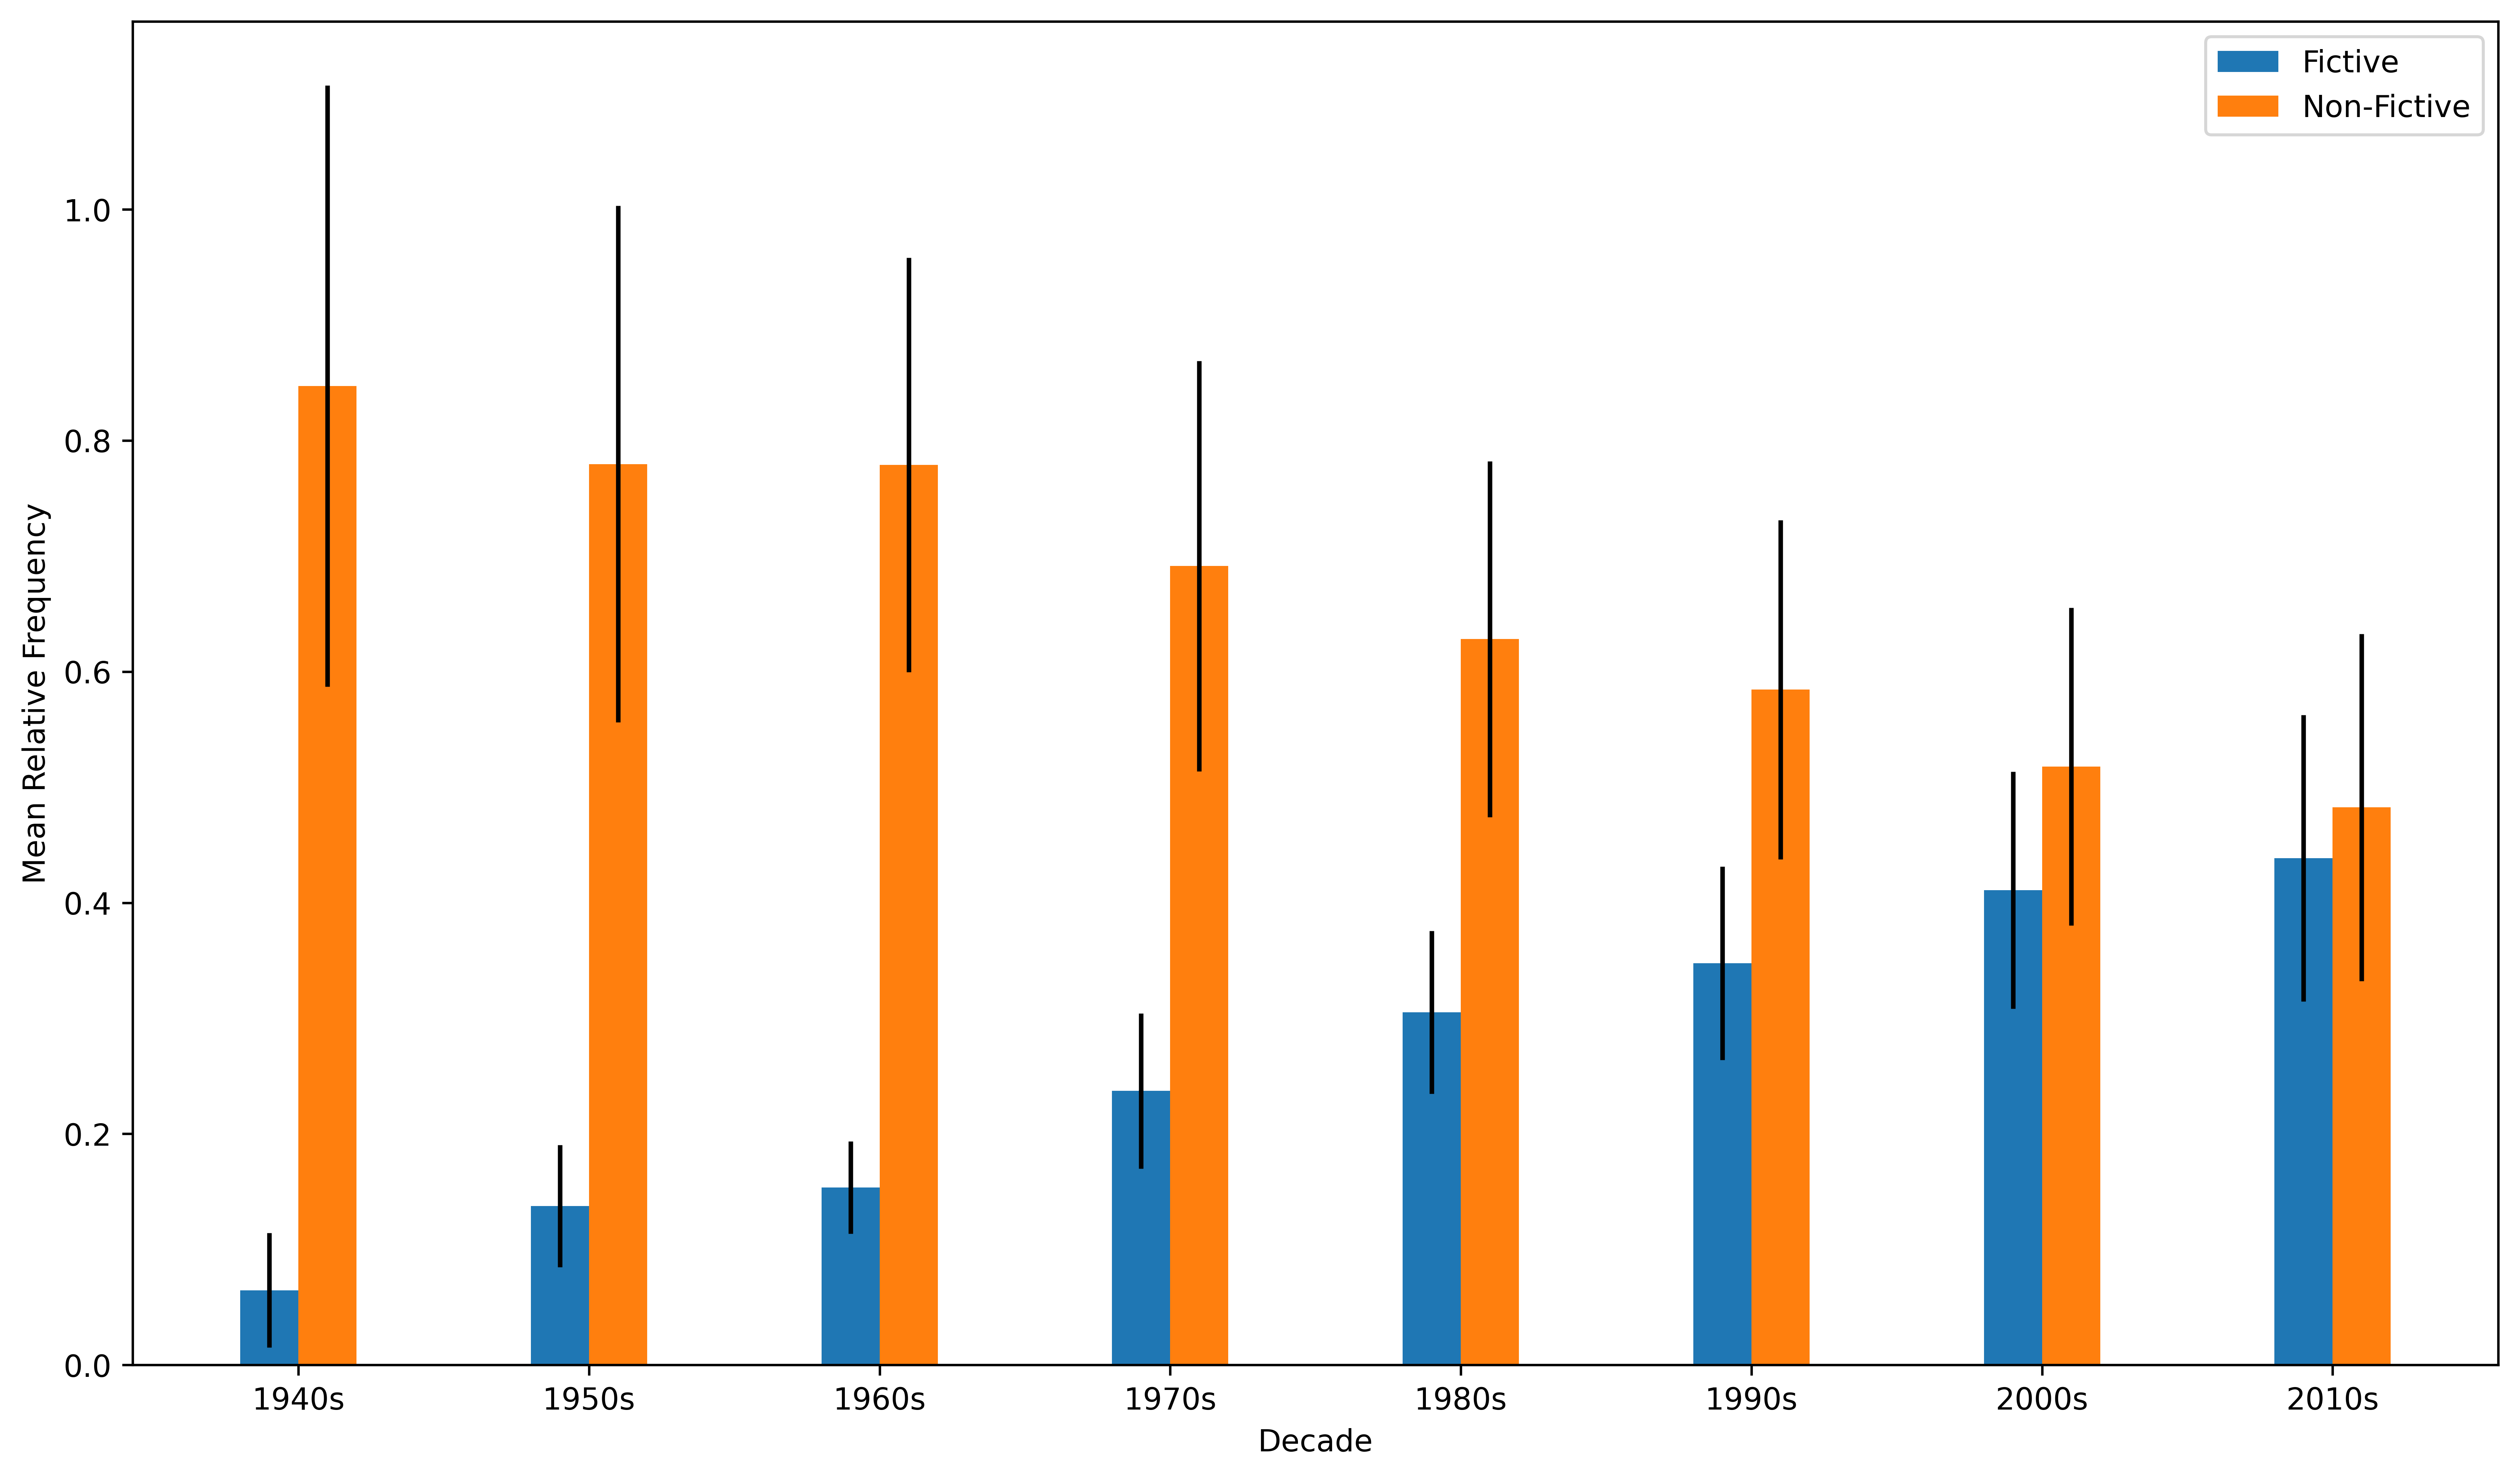 Fictive
Non-Fictive
1.0
0.8
0.6
0.4
0.2
0.0
Mean Relative Frequency
1940s 1950s 1960s 1970s 1980s 1990s 2000s 2010s
Decade